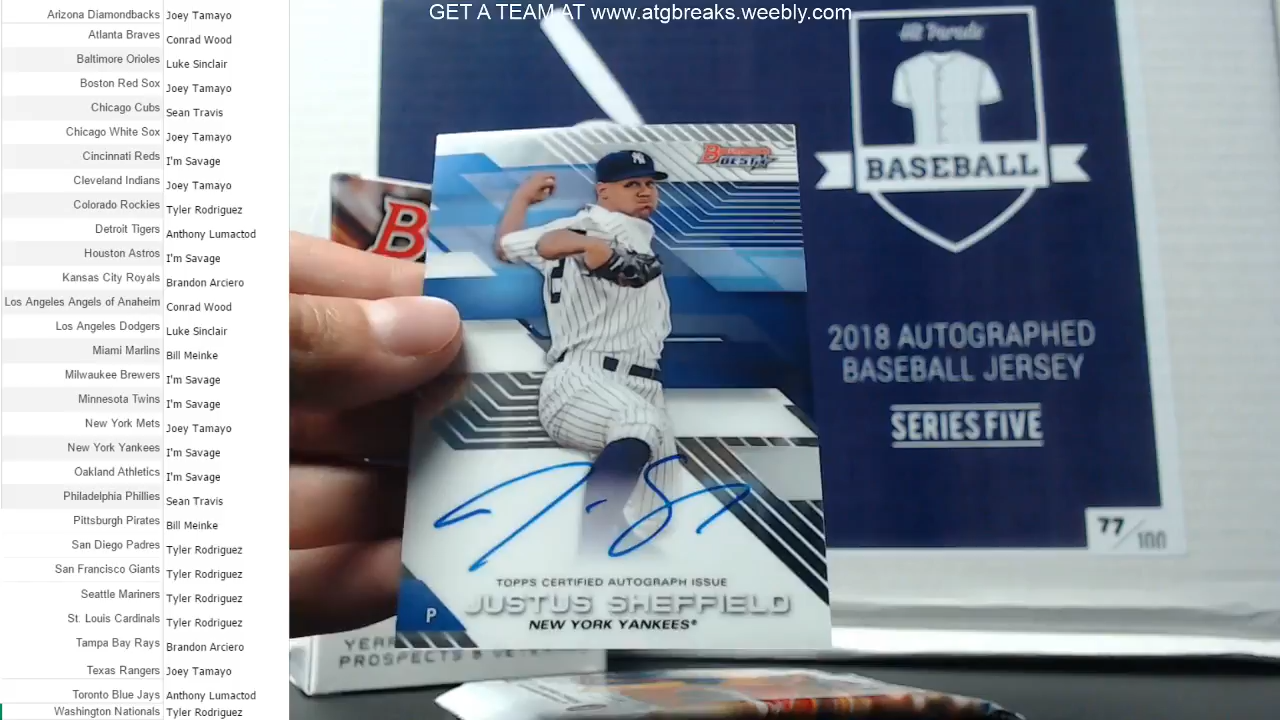 GET A TEAM AT www.atgbreaks.weebly.com
Arizona Diamondbacks Joey Tamayo
Atlanta Braves Conrad Wood
Baltimore Orioles Luke Sinclair
Boston Red Sox Joey Tamayo
Chicago Cubs Sean Travis
Chicago White Sox Joey Tamayo
Cincinnati Reds I'm Savage
Cleveland Indians Joey Tamayo
Colorado Rockies Tyler Rodriguez
Detroit Tigers Anthony Lumactod
Houston Astros I'm Savage
Kansas City Royals Brandon Arciero
Los Angeles Angels of Anaheim Conrad Wood
Los Angeles Dodgers Luke Sinclair
Miami Marlins Bill Meinke
Milwaukee Brewers I'm Savage
Minnesota Twins I'm Savage
New York Mets Joey Tamayo
New York Yankees I'm Savage
Oakland Athletics I'm Savage
Philadelphia Phillies Sean Travis
Pittsburgh Pirates Bill Meinke
San Diego Padres Tyler Rodriguez
San Francisco Giants Tyler Rodriguez
Seattle Mariners Tyler Rodriguez
St. Louis Cardinals Tyler Rodriguez
Tampa Bay Rays Brandon Arciero
Texas Rangers Joey Tamayo
Toronto Blue Jays Anthony Lumactod
Washington Nationals Tyler Rodriguez
B
BOWMAN'S
BEST
NY
2
TOPPS CERTIFIED AUTOGRAPH ISSUE
JUSTUS SHEFFIELD
P
NEW YORK YANKEES®
PROSPECTS &
Hit Parade
BASEBALL
2018 AUTOGRAPHED
BASEBALL JERSEY
SERIES FIVE
77/100